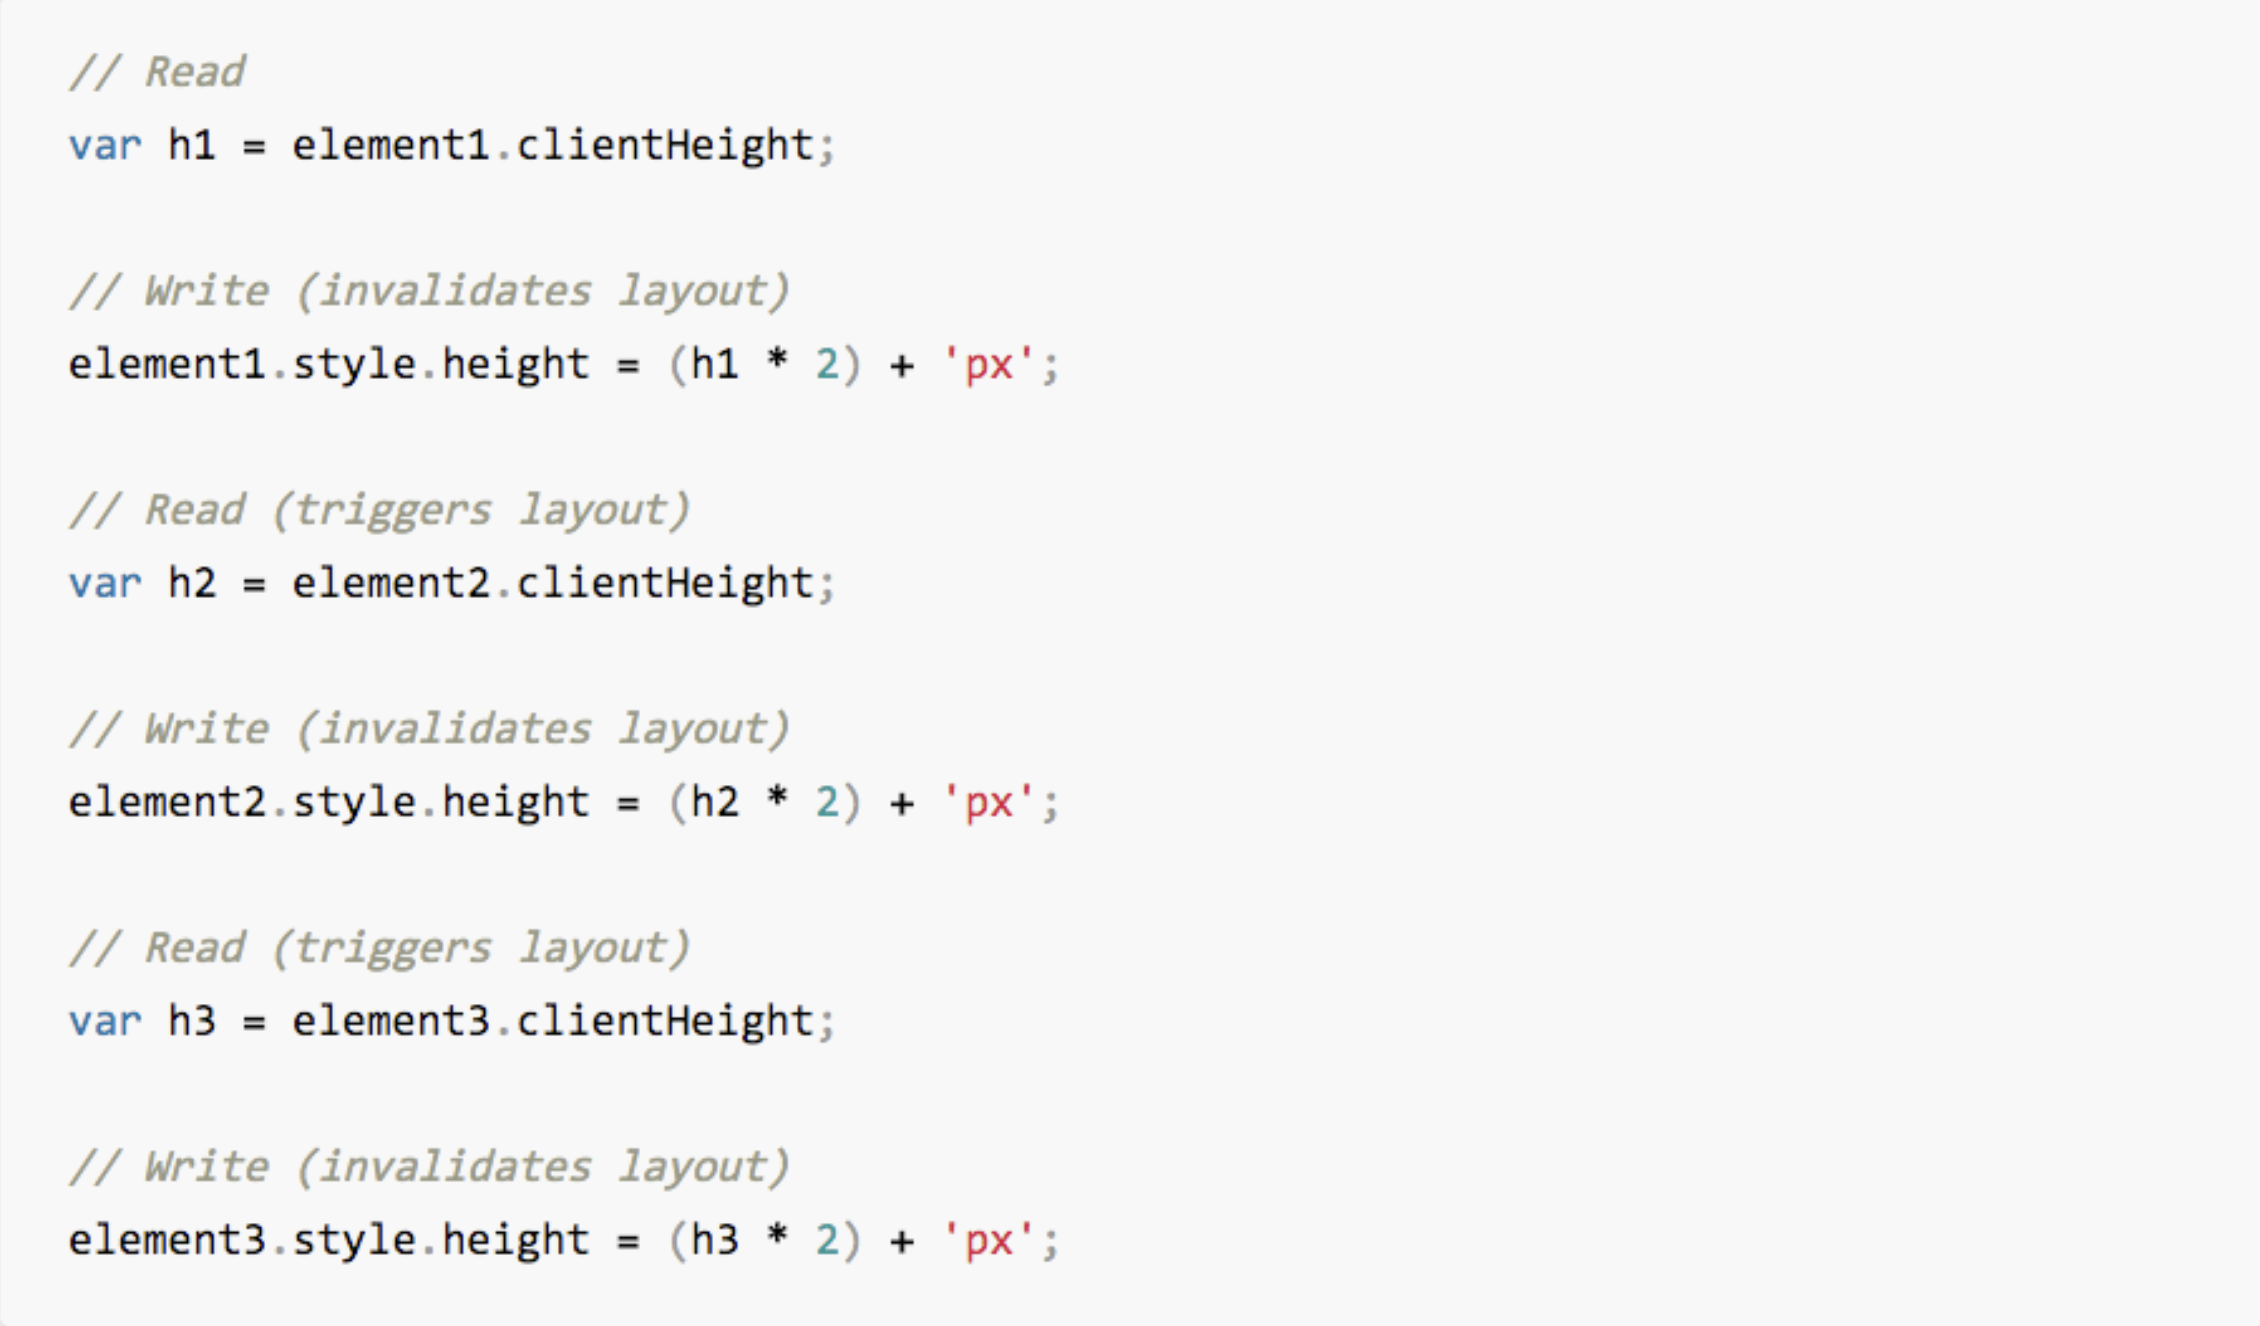 // Read
var h1 = element1.clientHeight;
// Write (invalidates layout)
element1.style.height = (h1 * 2) + 'px';
// Read (triggers layout)
var h2 = element2.clientHeight;
// Write (invalidates layout)
element2.style.height = (h2 * 2) + 'px';
// Read (triggers layout)
var h3 = element3.clientHeight;
// Write (invalidates layout)
element3.style.height = (h3 * 2) + 'px';